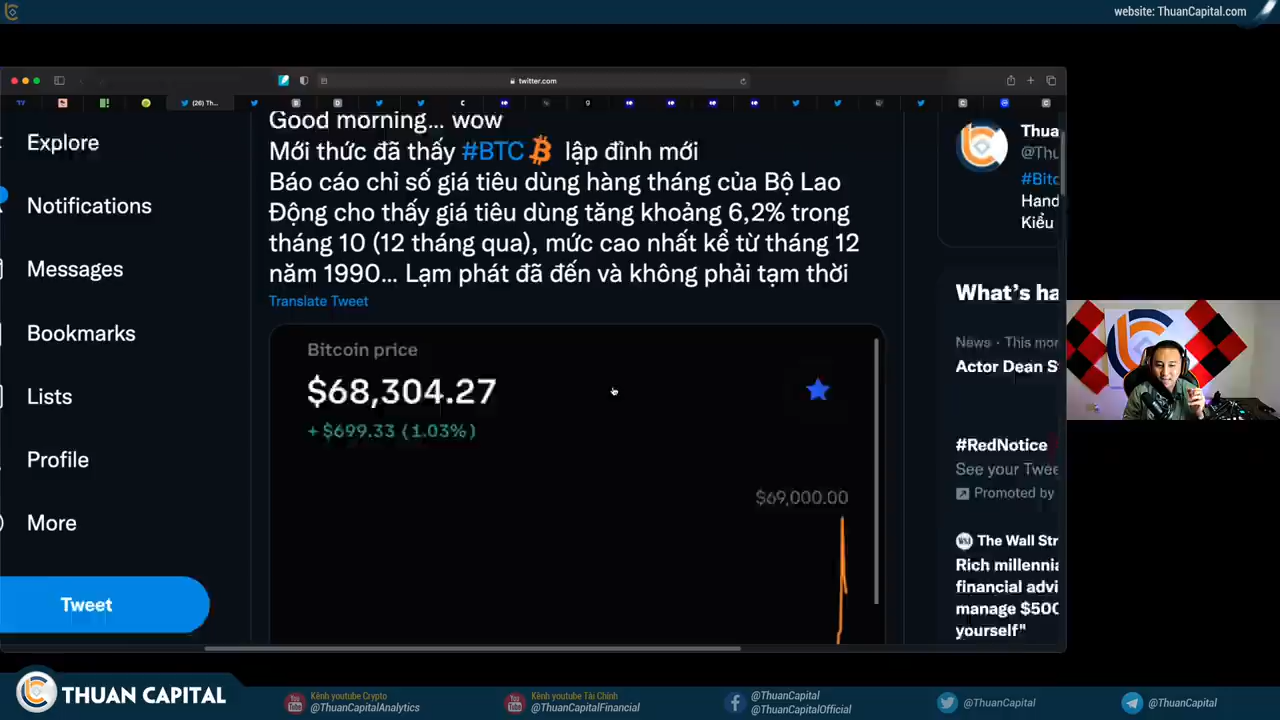 website: ThuanCapital.com
twitter.com
(26) Th...
Good morning... wow
Mới thức đã thấy #BTC lập đỉnh mới
Báo cáo chỉ số giá tiêu dùng hàng tháng của Bộ Lao
Động cho thấy giá tiêu dùng tăng khoảng 6,2% trong
tháng 10 (12 tháng qua), mức cao nhất kể từ tháng 12
năm 1990... Lạm phát đã đến và không phải tạm thời
Translate Tweet
Bitcoin price
$68,304.27
+ $699.33 (1.03%)
$69,000.00
Explore
Notifications
Messages
Bookmarks
Lists
Profile
More
Tweet
Thua
@Thu
#Bitc
Hand
Kiểu
What's ha
News · This mor
Actor Dean S
#RedNotice
See your Twee
Promoted by
The Wall Str
Rich millennia
financial advi
manage $500
yourself"
THUAN CAPITAL
Kênh youtube Crypto
@ThuanCapitalAnalytics
Kênh youtube Tài Chính
@ThuanCapitalFinancial
@ThuanCapital
@ThuanCapitalOfficial
@ThuanCapital
@ThuanCapital